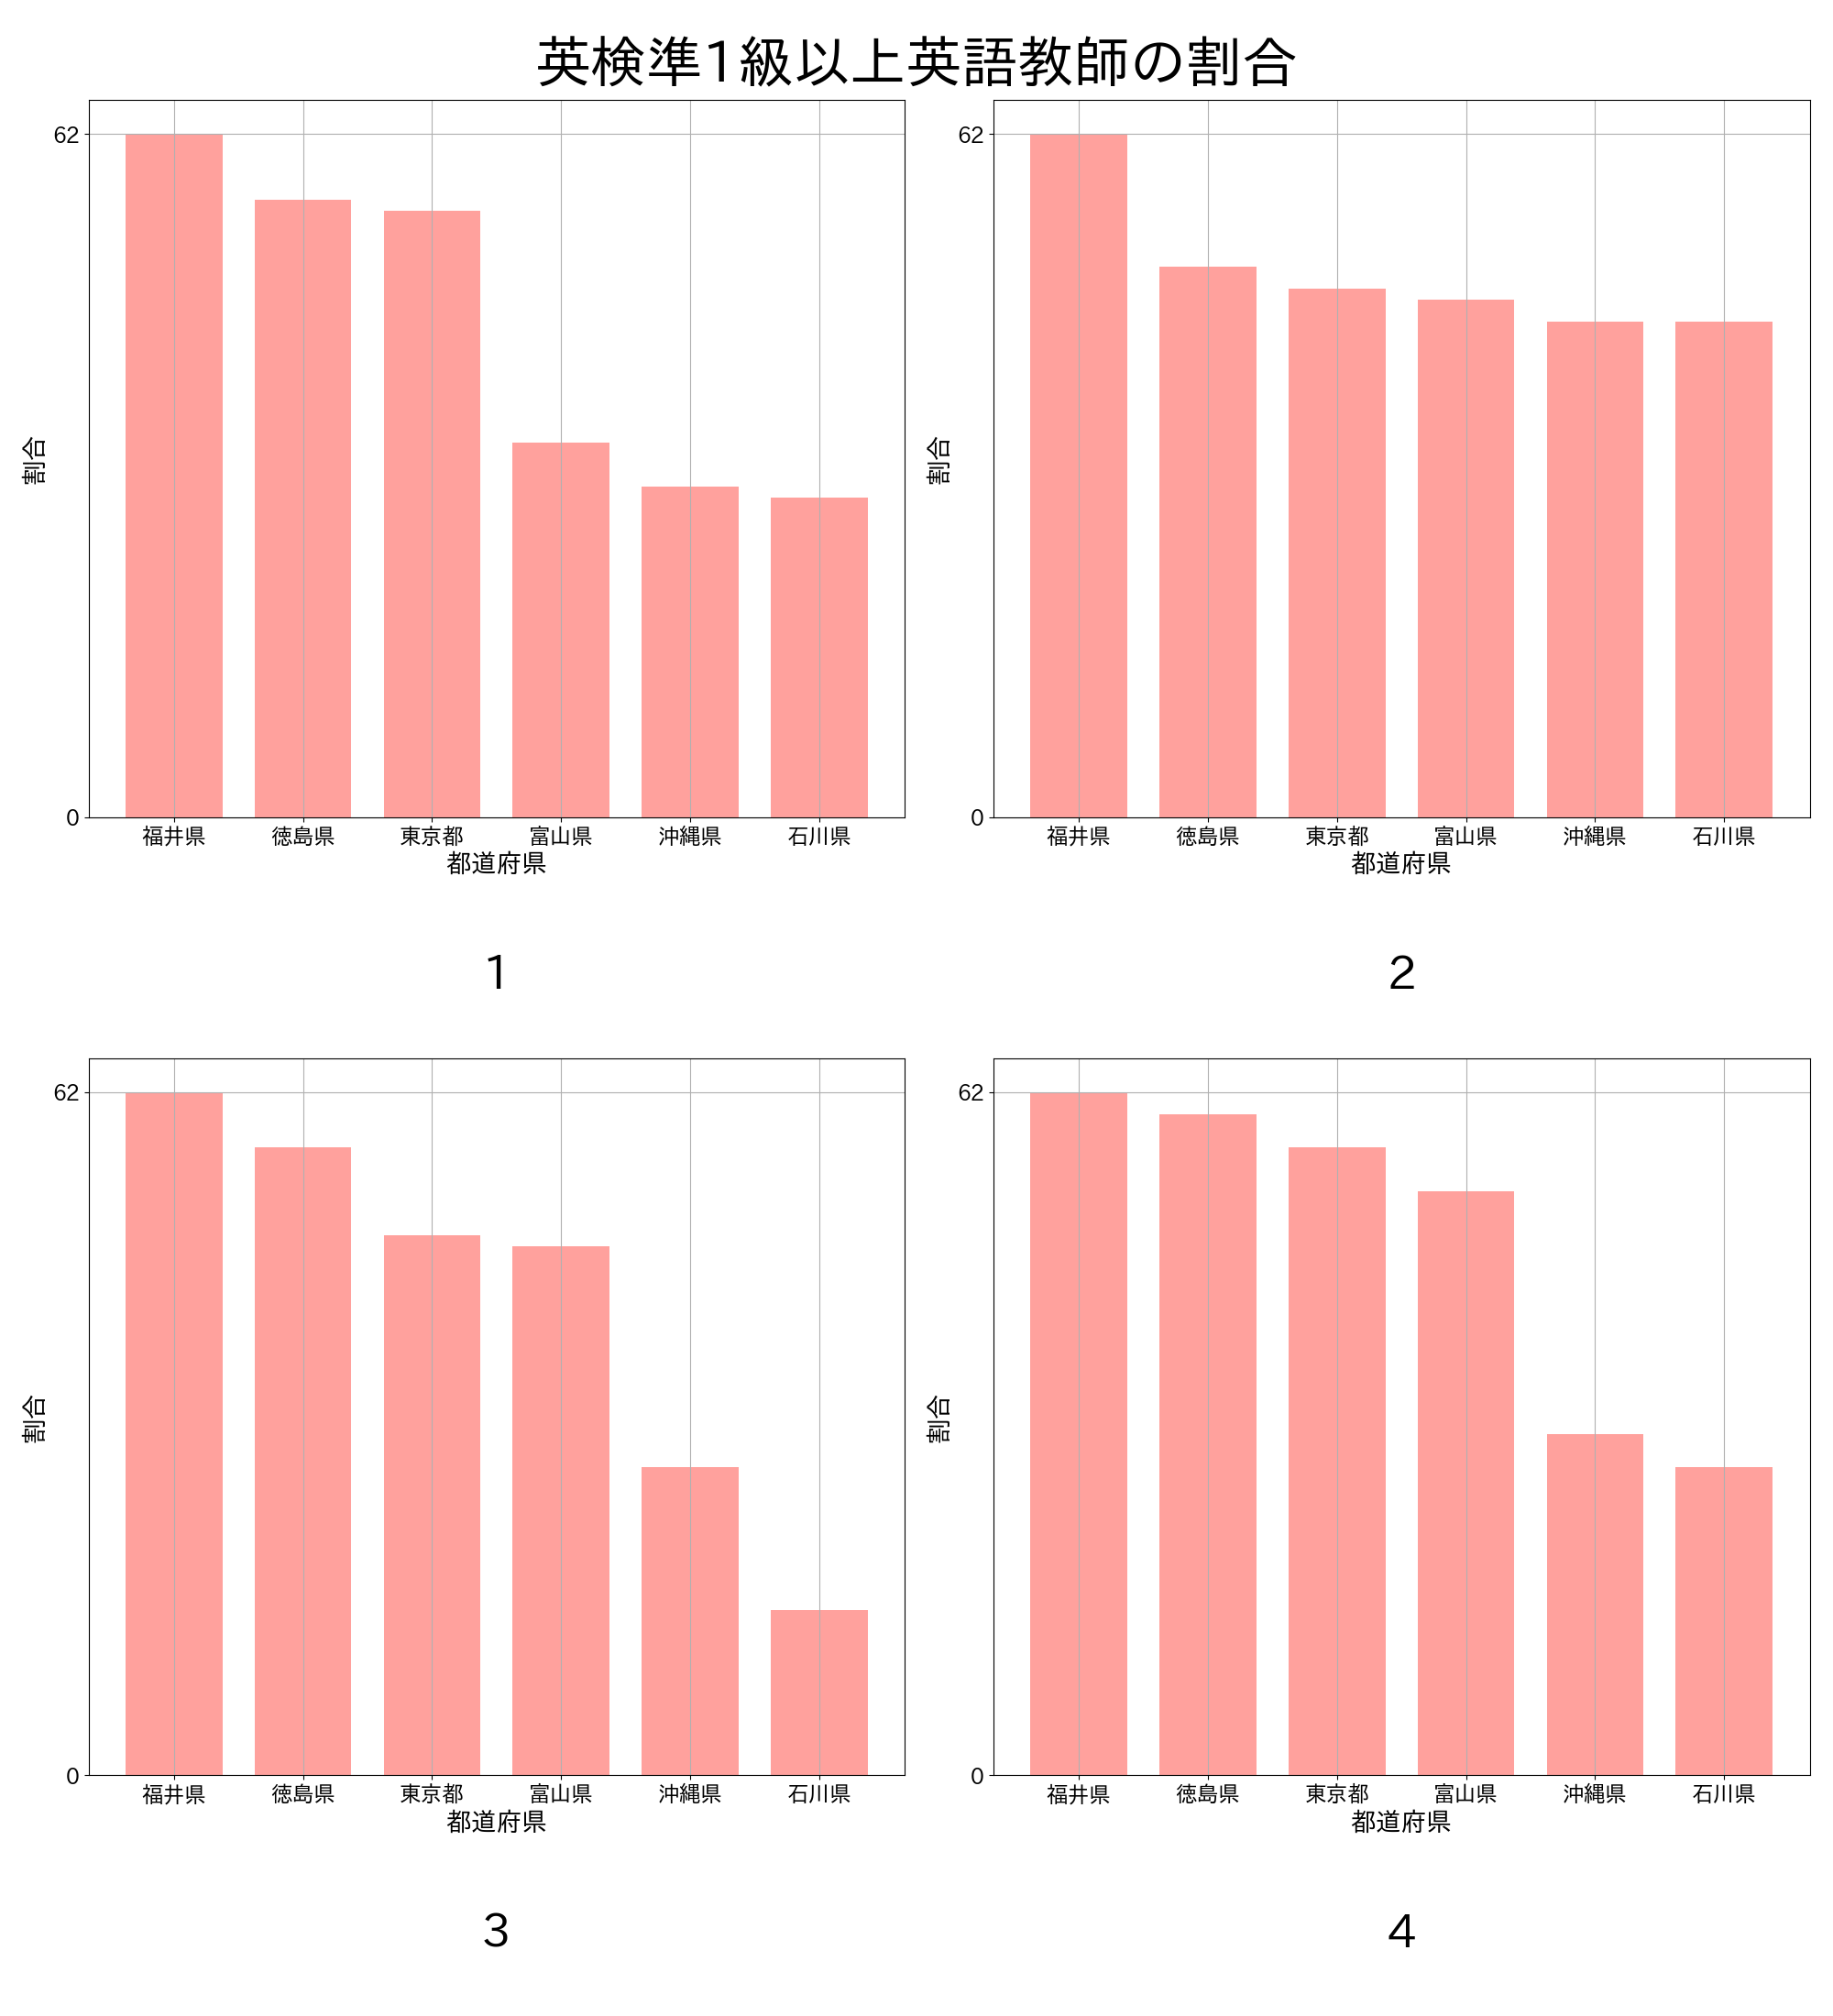 英検準1級以上英語教師の割合
62
0
割合
福井県 徳島県 東京都 富山県 沖縄県 石川県
都道府県
1
62
0
割合
福井県 徳島県 東京都 富山県 沖縄県 石川県
都道府県
2
62
0
割合
福井県 徳島県 東京都 富山県 沖縄県 石川県
都道府県
3
62
0
割合
福井県 徳島県 東京都 富山県 沖縄県 石川県
都道府県
4